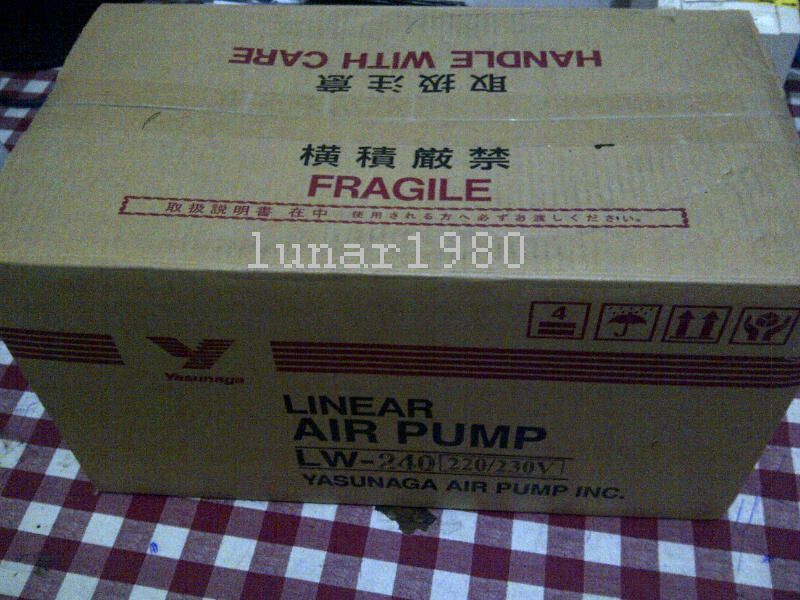 HANDLE WITH CARE
取扱注意
横積厳禁
FRAGILE
取扱説明書 在中 使用される方へ必ずお渡しください。
lunar1980
4
Yasunaga
LINEAR
AIR PUMP
LW-240 220/230V
YASUNAGA AIR PUMP INC.